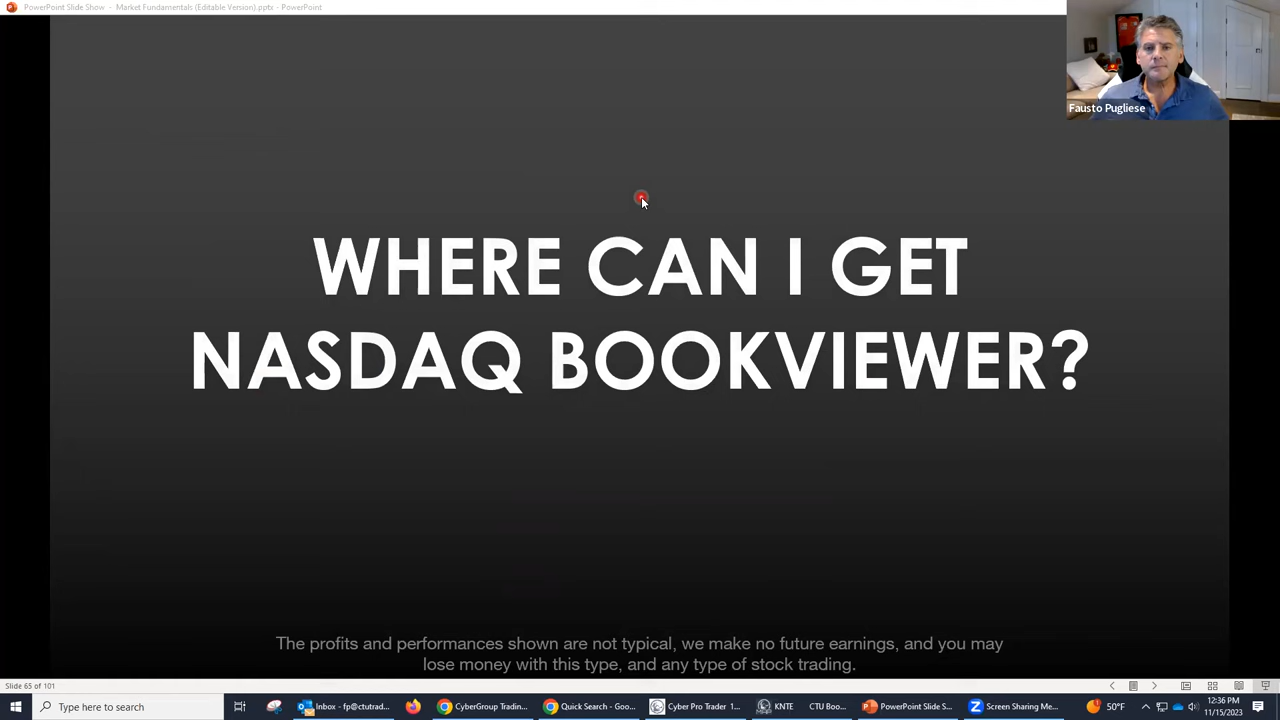 PowerPoint Slide Show - Market Fundamentals (Editable Version).pptx - PowerPoint
Fausto Pugliese
WHERE CAN I GET
NASDAQ BOOKVIEWER?
The profits and performances shown are not typical, we make no future earnings, and you may
lose money with this type, and any type of stock trading.
Slide 65 of 101
Type here to search
Inbox - fp@ctutrad...
CyberGroup Tradin...
Quick Search - Goo...
Cyber Pro Trader 1...
KNTE
CTU Boo...
PowerPoint Slide S...
Screen Sharing Me...
50°F
12:36 PM
11/15/2023